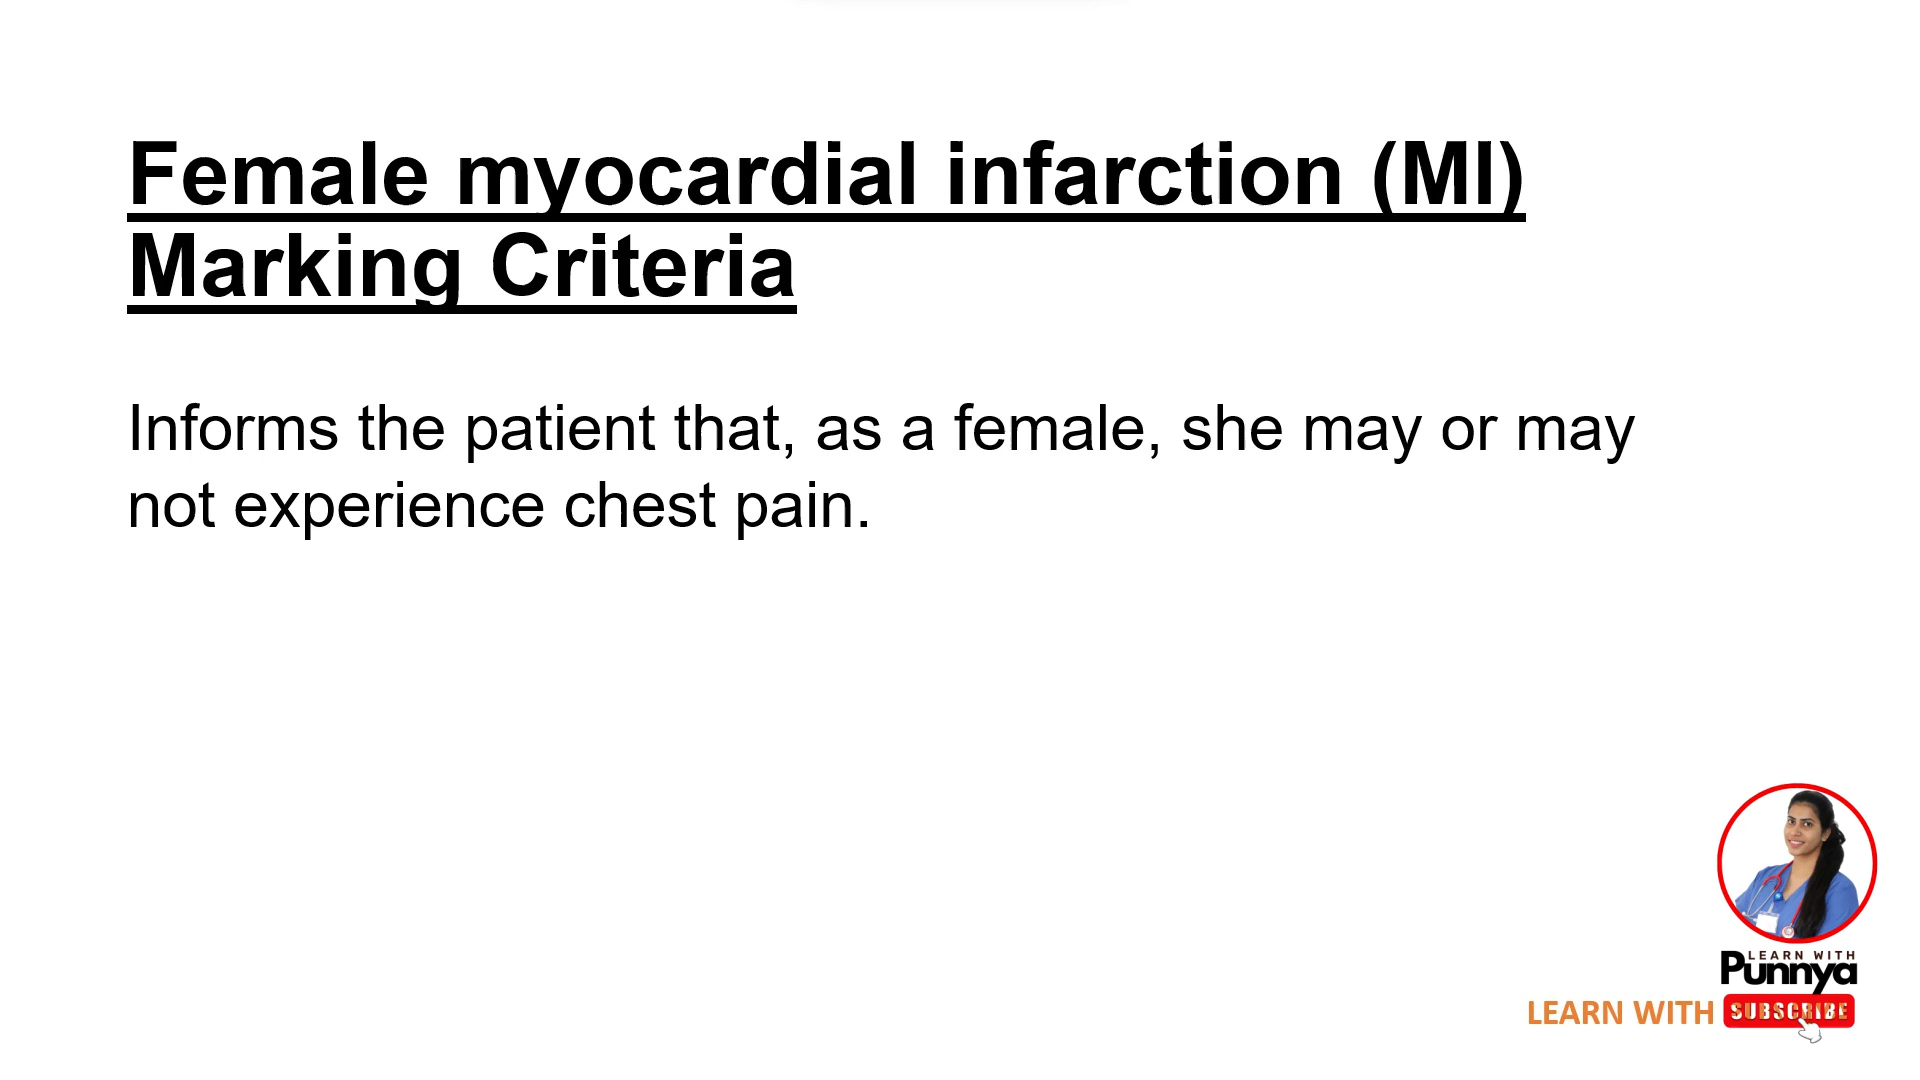 Female myocardial infarction (MI)
Marking Criteria
Informs the patient that, as a female, she may or may
not experience chest pain.
LEARN WITH
Punnya
LEARN WITH
SUBSCRIBE